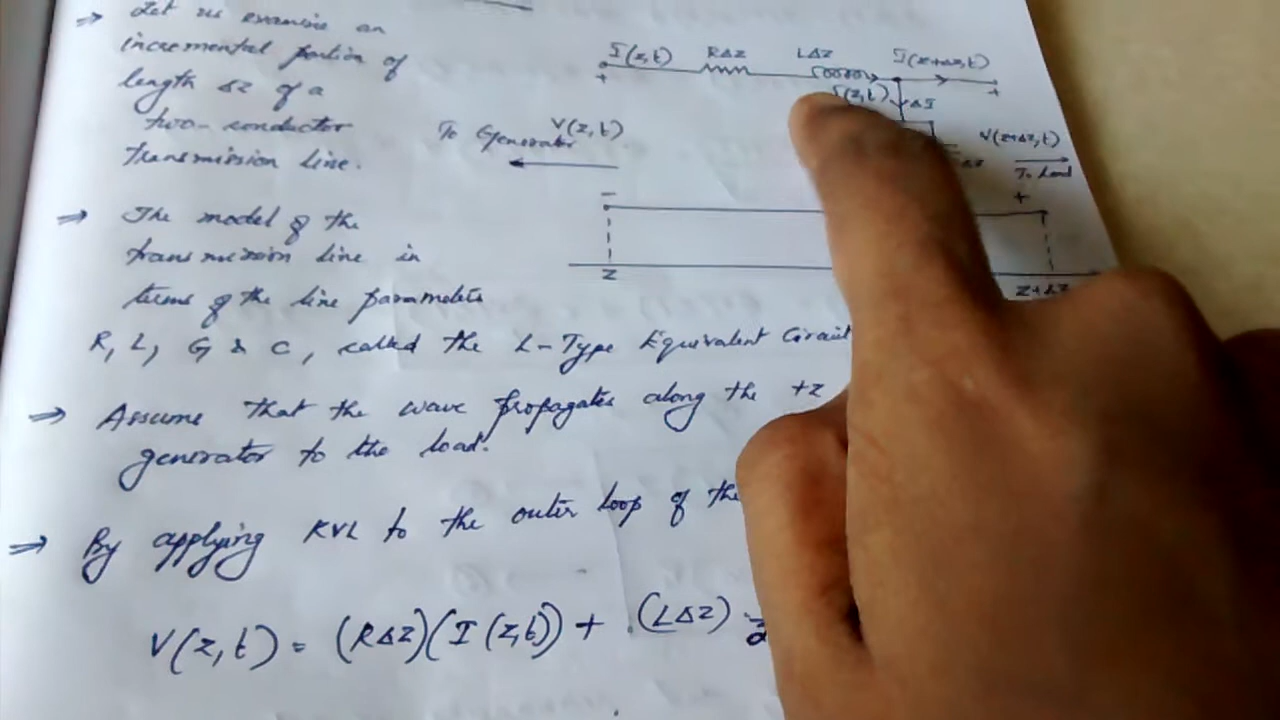 ⇒ Let us examine an
incremental portion of
length Δz of a
two-conductor
transmission line.
I(z,t) RΔz LΔz I(z+Δz,t)
+ +
I(z,t) ΔI
To Generator V(z,t) V(z+Δz,t)
To Load
- +
z z+Δz
⇒ The model of the
transmission line in
terms of the line parameters
R, L, G & C, called the L-Type Equivalent Circuit
⇒ Assume that the wave propagates along the +z
generator to the load.
⇒ By applying KVL to the outer loop of the
V(z,t) = (RΔz)(I(z,t)) + (LΔz)